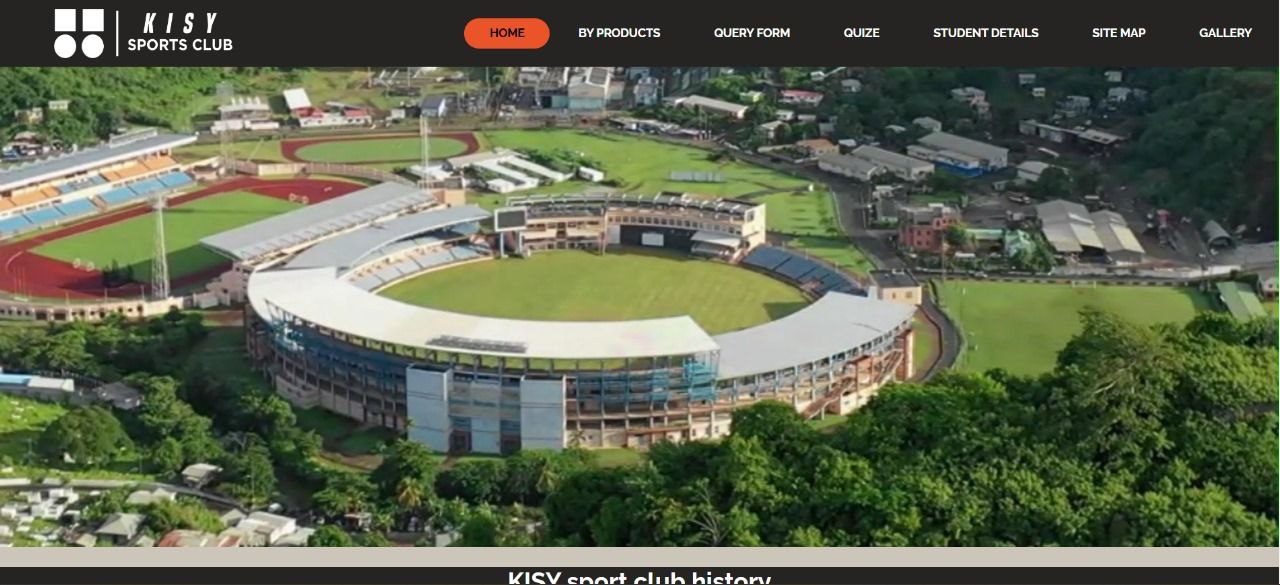 KISY
SPORTS CLUB
HOME
BY PRODUCTS
QUERY FORM
QUIZE
STUDENT DETAILS
SITE MAP
GALLERY
KISY sport club history